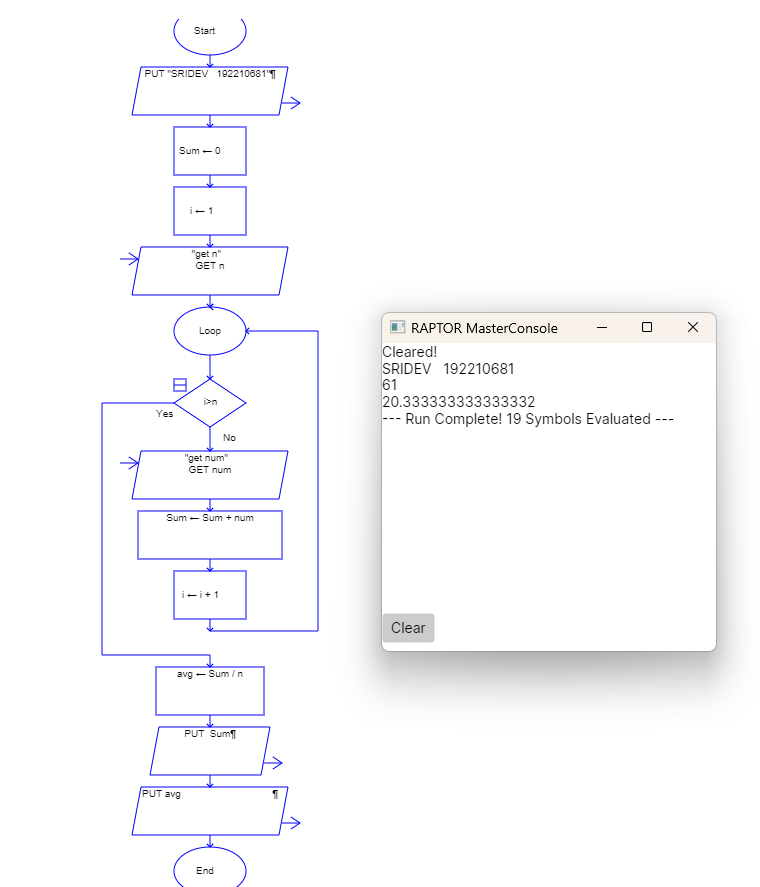 Start
PUT "SRIDEV   192210681"¶
Sum ← 0
i ← 1
"get n"
GET n
Loop
i>n
Yes
No
"get num"
GET num
Sum ← Sum + num
i ← i + 1
avg ← Sum / n
PUT  Sum¶
PUT avg ¶
End
RAPTOR MasterConsole
Cleared!
SRIDEV   192210681
61
20.333333333333332
--- Run Complete! 19 Symbols Evaluated ---
Clear